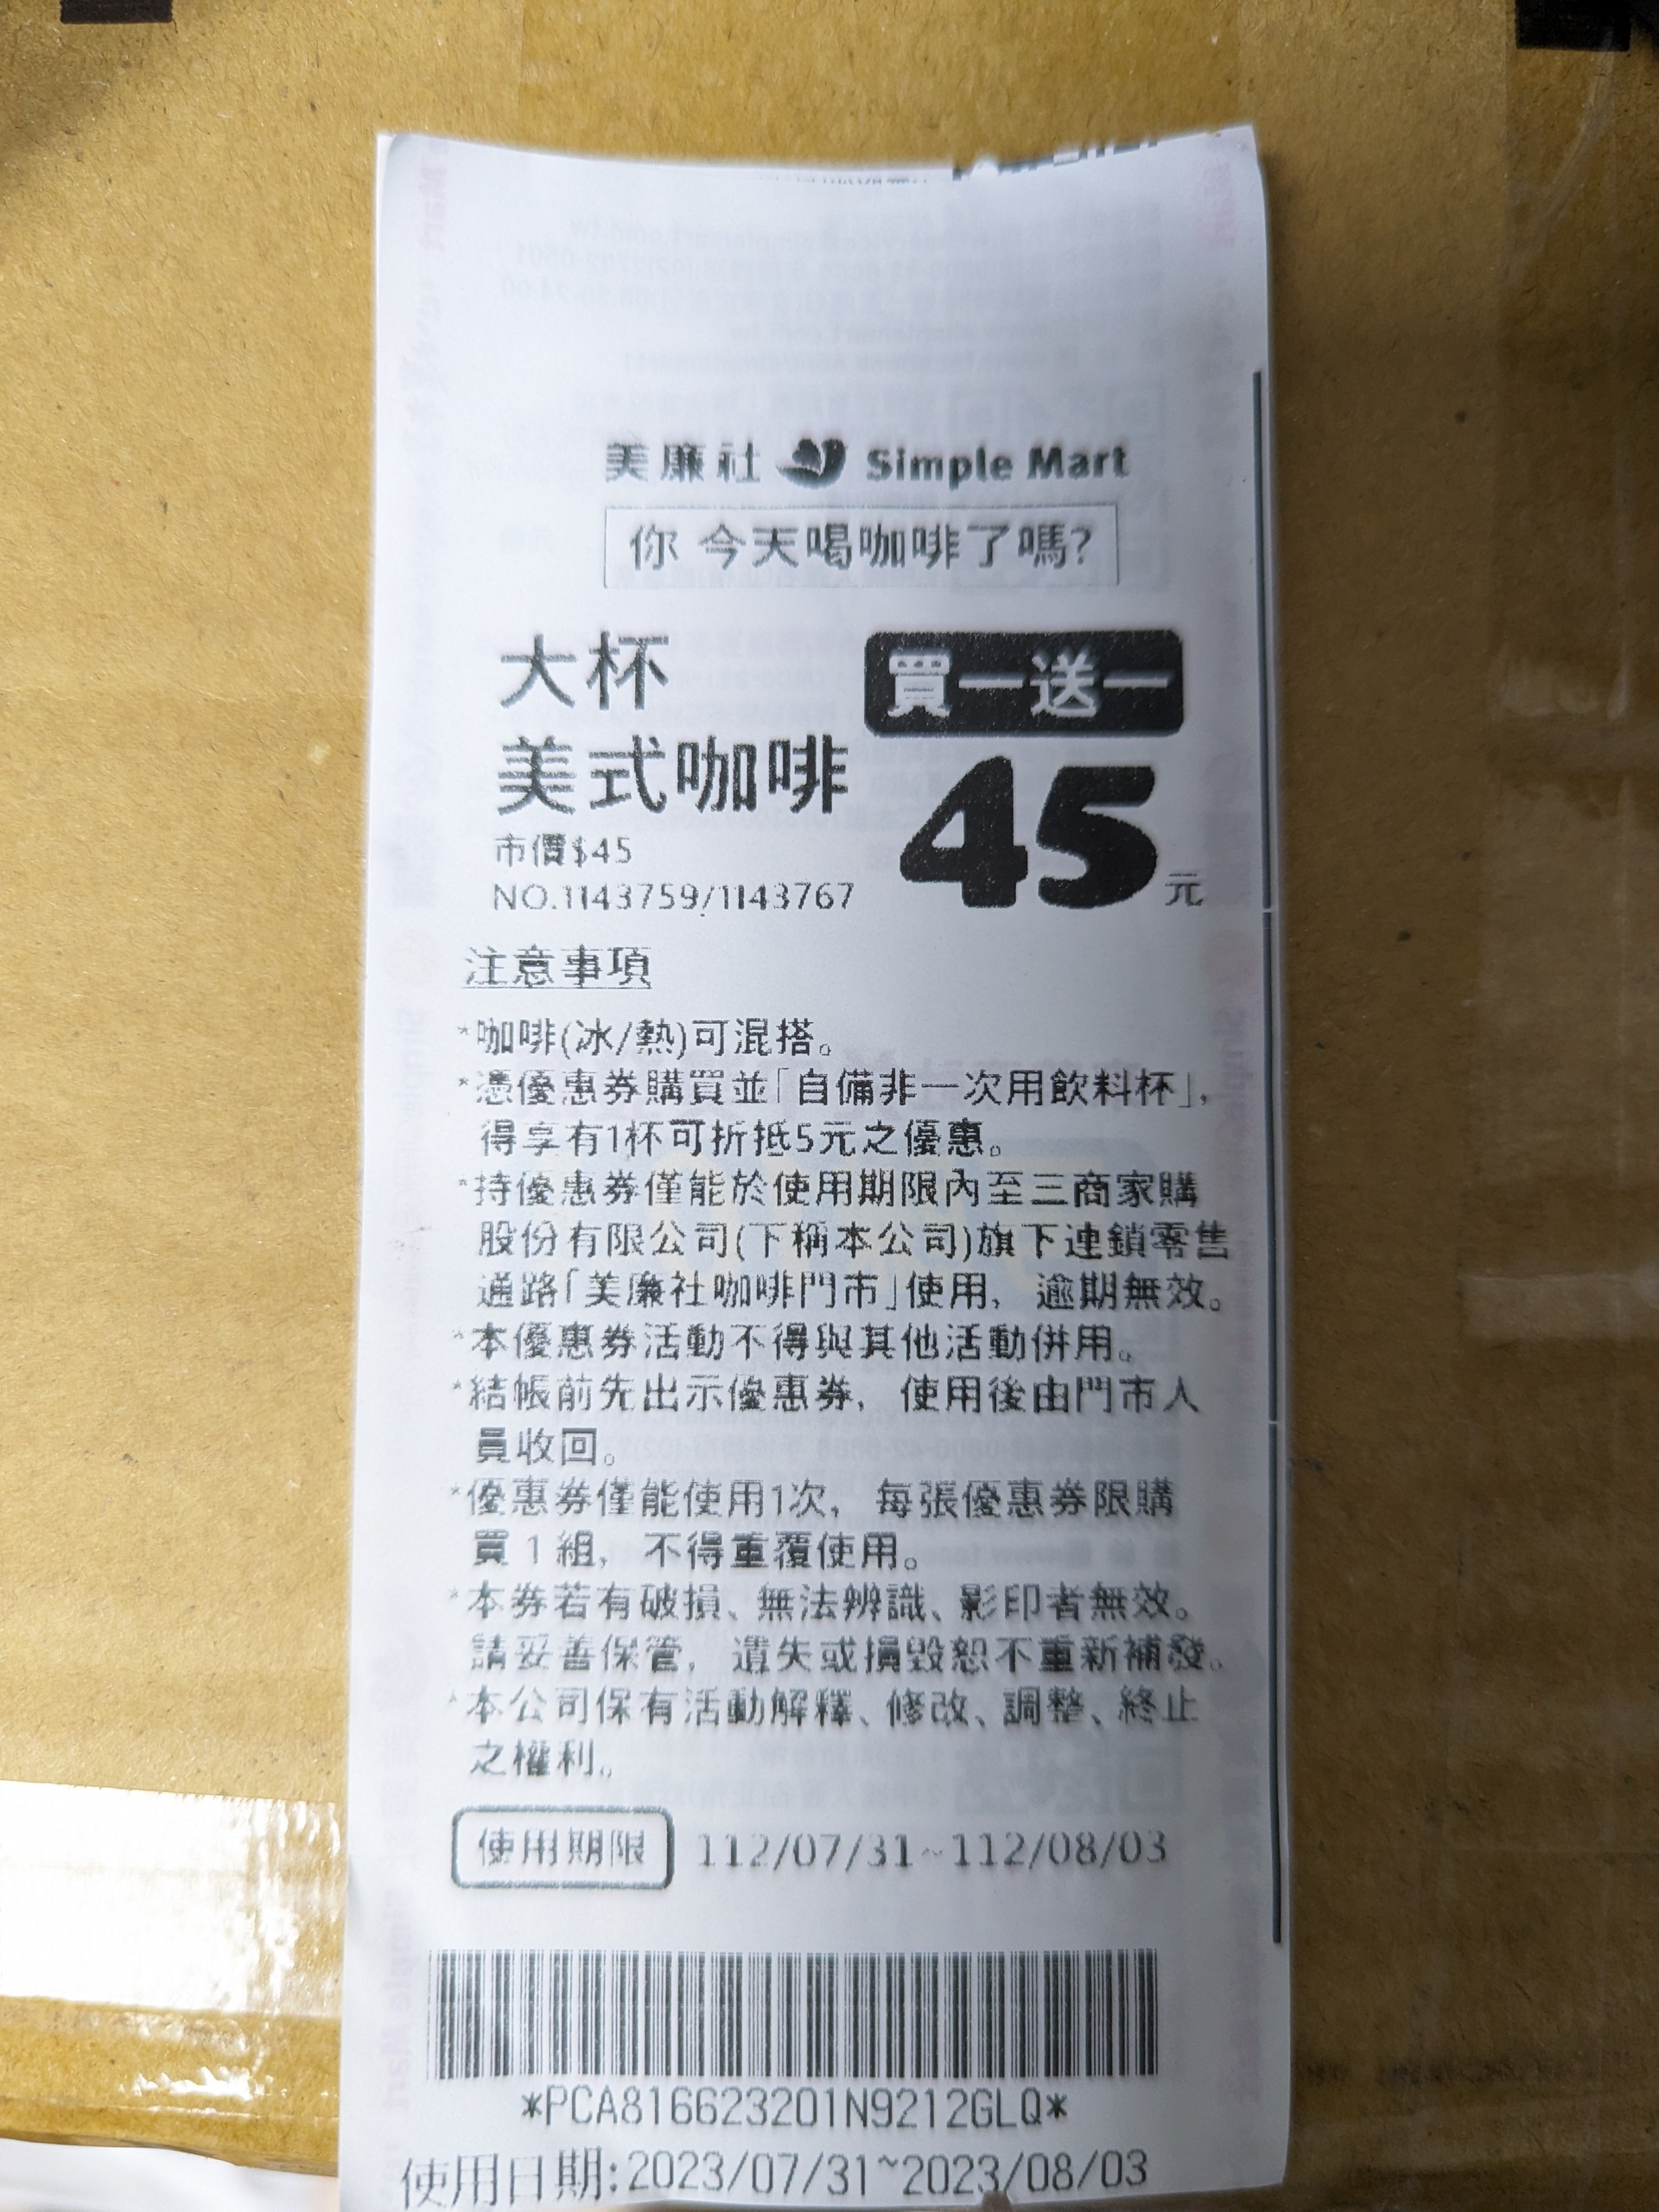 美廉社 Simple Mart
你 今天喝咖啡了嗎?
大杯
美式咖啡
買一送一
45元
市價$45
NO.1143759/1143767
注意事項
*咖啡(冰/熱)可混搭。
*憑優惠券購買並「自備非一次用飲料杯」,
得享有1杯可折抵5元之優惠。
*持優惠券僅能於使用期限內至三商家購
股份有限公司(下稱本公司)旗下連鎖零售
通路「美廉社咖啡門市」使用, 逾期無效。
*本優惠券活動不得與其他活動併用。
*結帳前先出示優惠券, 使用後由門市人
員收回。
*優惠券僅能使用1次, 每張優惠券限購
買1組, 不得重覆使用。
*本券若有破損、無法辨識、影印者無效。
請妥善保管, 遺失或損毀恕不重新補發。
*本公司保有活動解釋、修改、調整、終止
之權利。
使用期限 112/07/31~112/08/03
*PCA816623201N9212GLQ*
使用日期:2023/07/31~2023/08/03